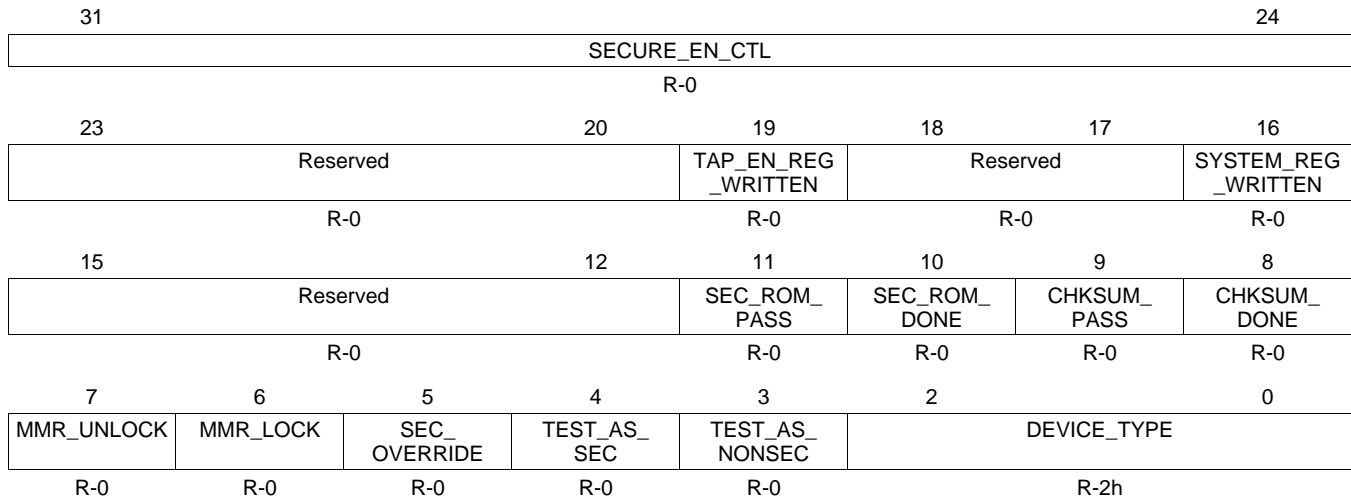 31 24
SECURE_EN_CTL
R-0
23 20 19 18 17 16
Reserved TAP_EN_REG Reserved SYSTEM_REG
_WRITTEN _WRITTEN
R-0 R-0 R-0 R-0
15 12 11 10 9 8
Reserved SEC_ROM_ SEC_ROM_ CHKSUM_ CHKSUM_
PASS DONE PASS DONE
R-0 R-0 R-0 R-0 R-0
7 6 5 4 3 2 0
MMR_UNLOCK MMR_LOCK SEC_ TEST_AS_ TEST_AS_ DEVICE_TYPE
OVERRIDE SEC NONSEC
R-0 R-0 R-0 R-0 R-0 R-2h